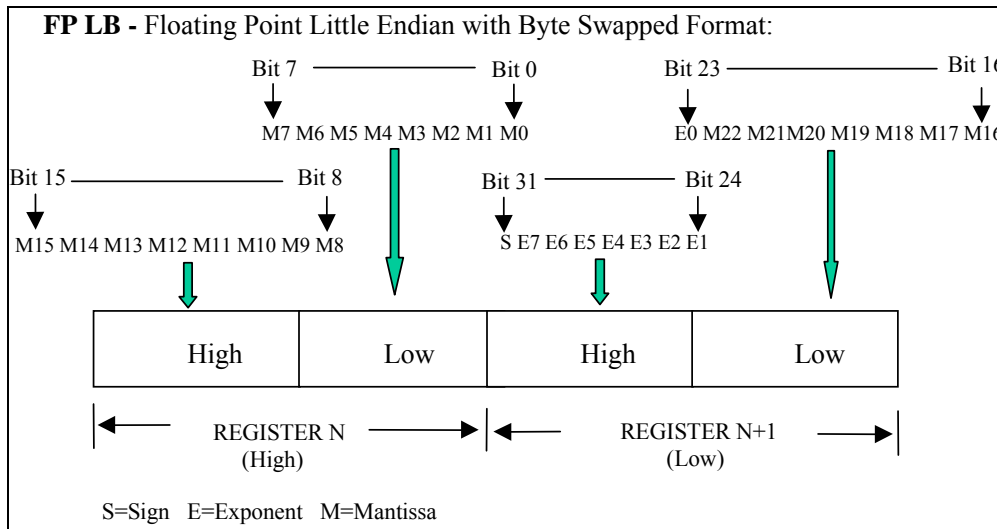 FP LB - Floating Point Little Endian with Byte Swapped Format:
Bit 7 Bit 0 Bit 23 Bit 16
M7 M6 M5 M4 M3 M2 M1 M0 E0 M22 M21M20 M19 M18 M17 M16
Bit 15 Bit 8 Bit 31 Bit 24
M15 M14 M13 M12 M11 M10 M9 M8 S E7 E6 E5 E4 E3 E2 E1
High Low High Low
REGISTER N REGISTER N+1
(High) (Low)
S=Sign E=Exponent M=Mantissa